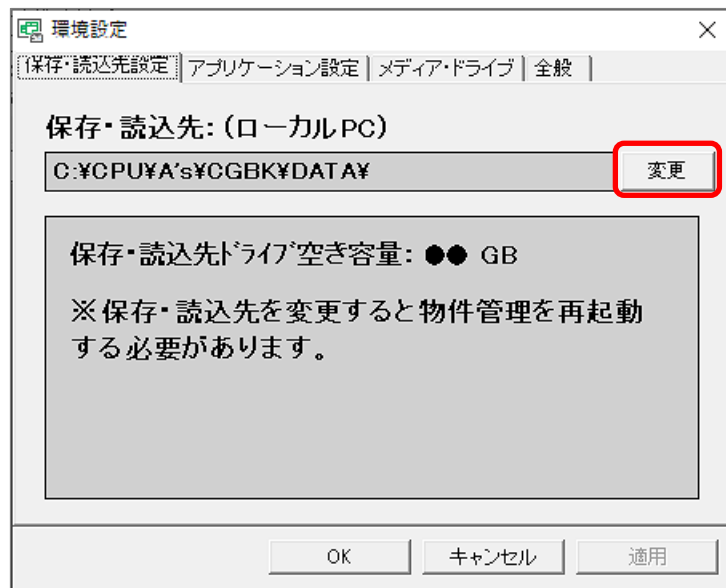 環境設定
保存・読込先設定 アプリケーション設定 メディア・ドライブ 全般
保存・読込先:(ローカルPC)
C:¥CPU¥A's¥CGBK¥DATA¥ 変更
保存・読込先ドライブ空き容量: ●● GB
※保存・読込先を変更すると物件管理を再起動
する必要があります。
OK キャンセル 適用